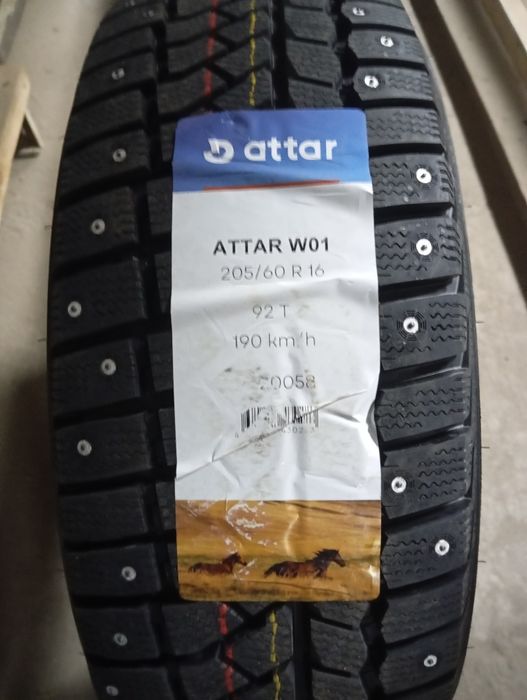 attar
ATTAR W01
205/60 R 16
92 T
190 km/h